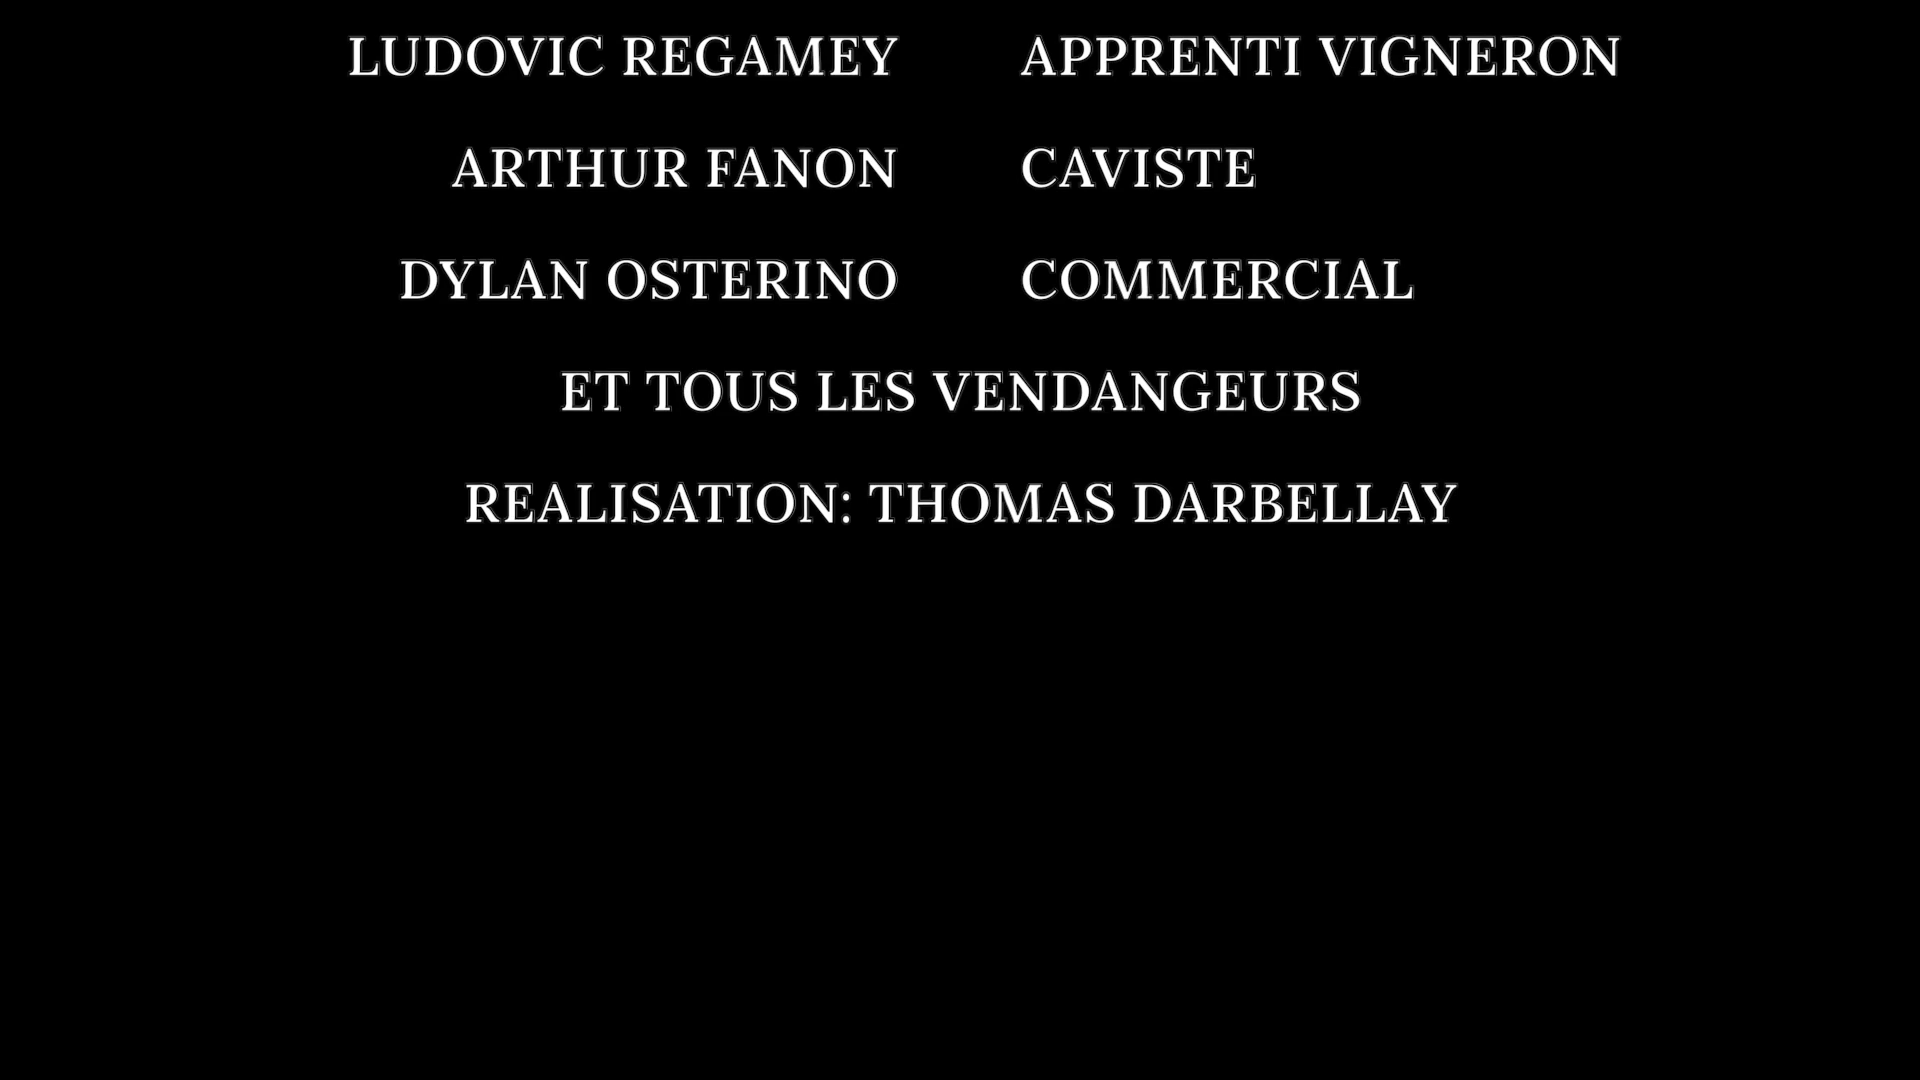 LUDOVIC REGAMEY APPRENTI VIGNERON
ARTHUR FANON CAVISTE
DYLAN OSTERINO COMMERCIAL
ET TOUS LES VENDANGEURS
REALISATION: THOMAS DARBELLAY